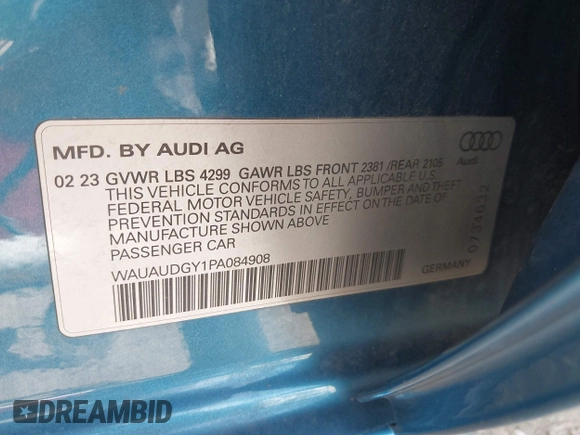 MFD. BY AUDI AG
Audi
02 23 GVWR LBS 4299 GAWR LBS FRONT 2381 /REAR 2105
THIS VEHICLE CONFORMS TO ALL APPLICABLE U.S.
FEDERAL MOTOR VEHICLE SAFETY, BUMPER AND THEFT
PREVENTION STANDARDS IN EFFECT ON THE DATE OF
MANUFACTURE SHOWN ABOVE
PASSENGER CAR
WAUAUDGY1PA084908
GERMANY
0734632
DREAMBID